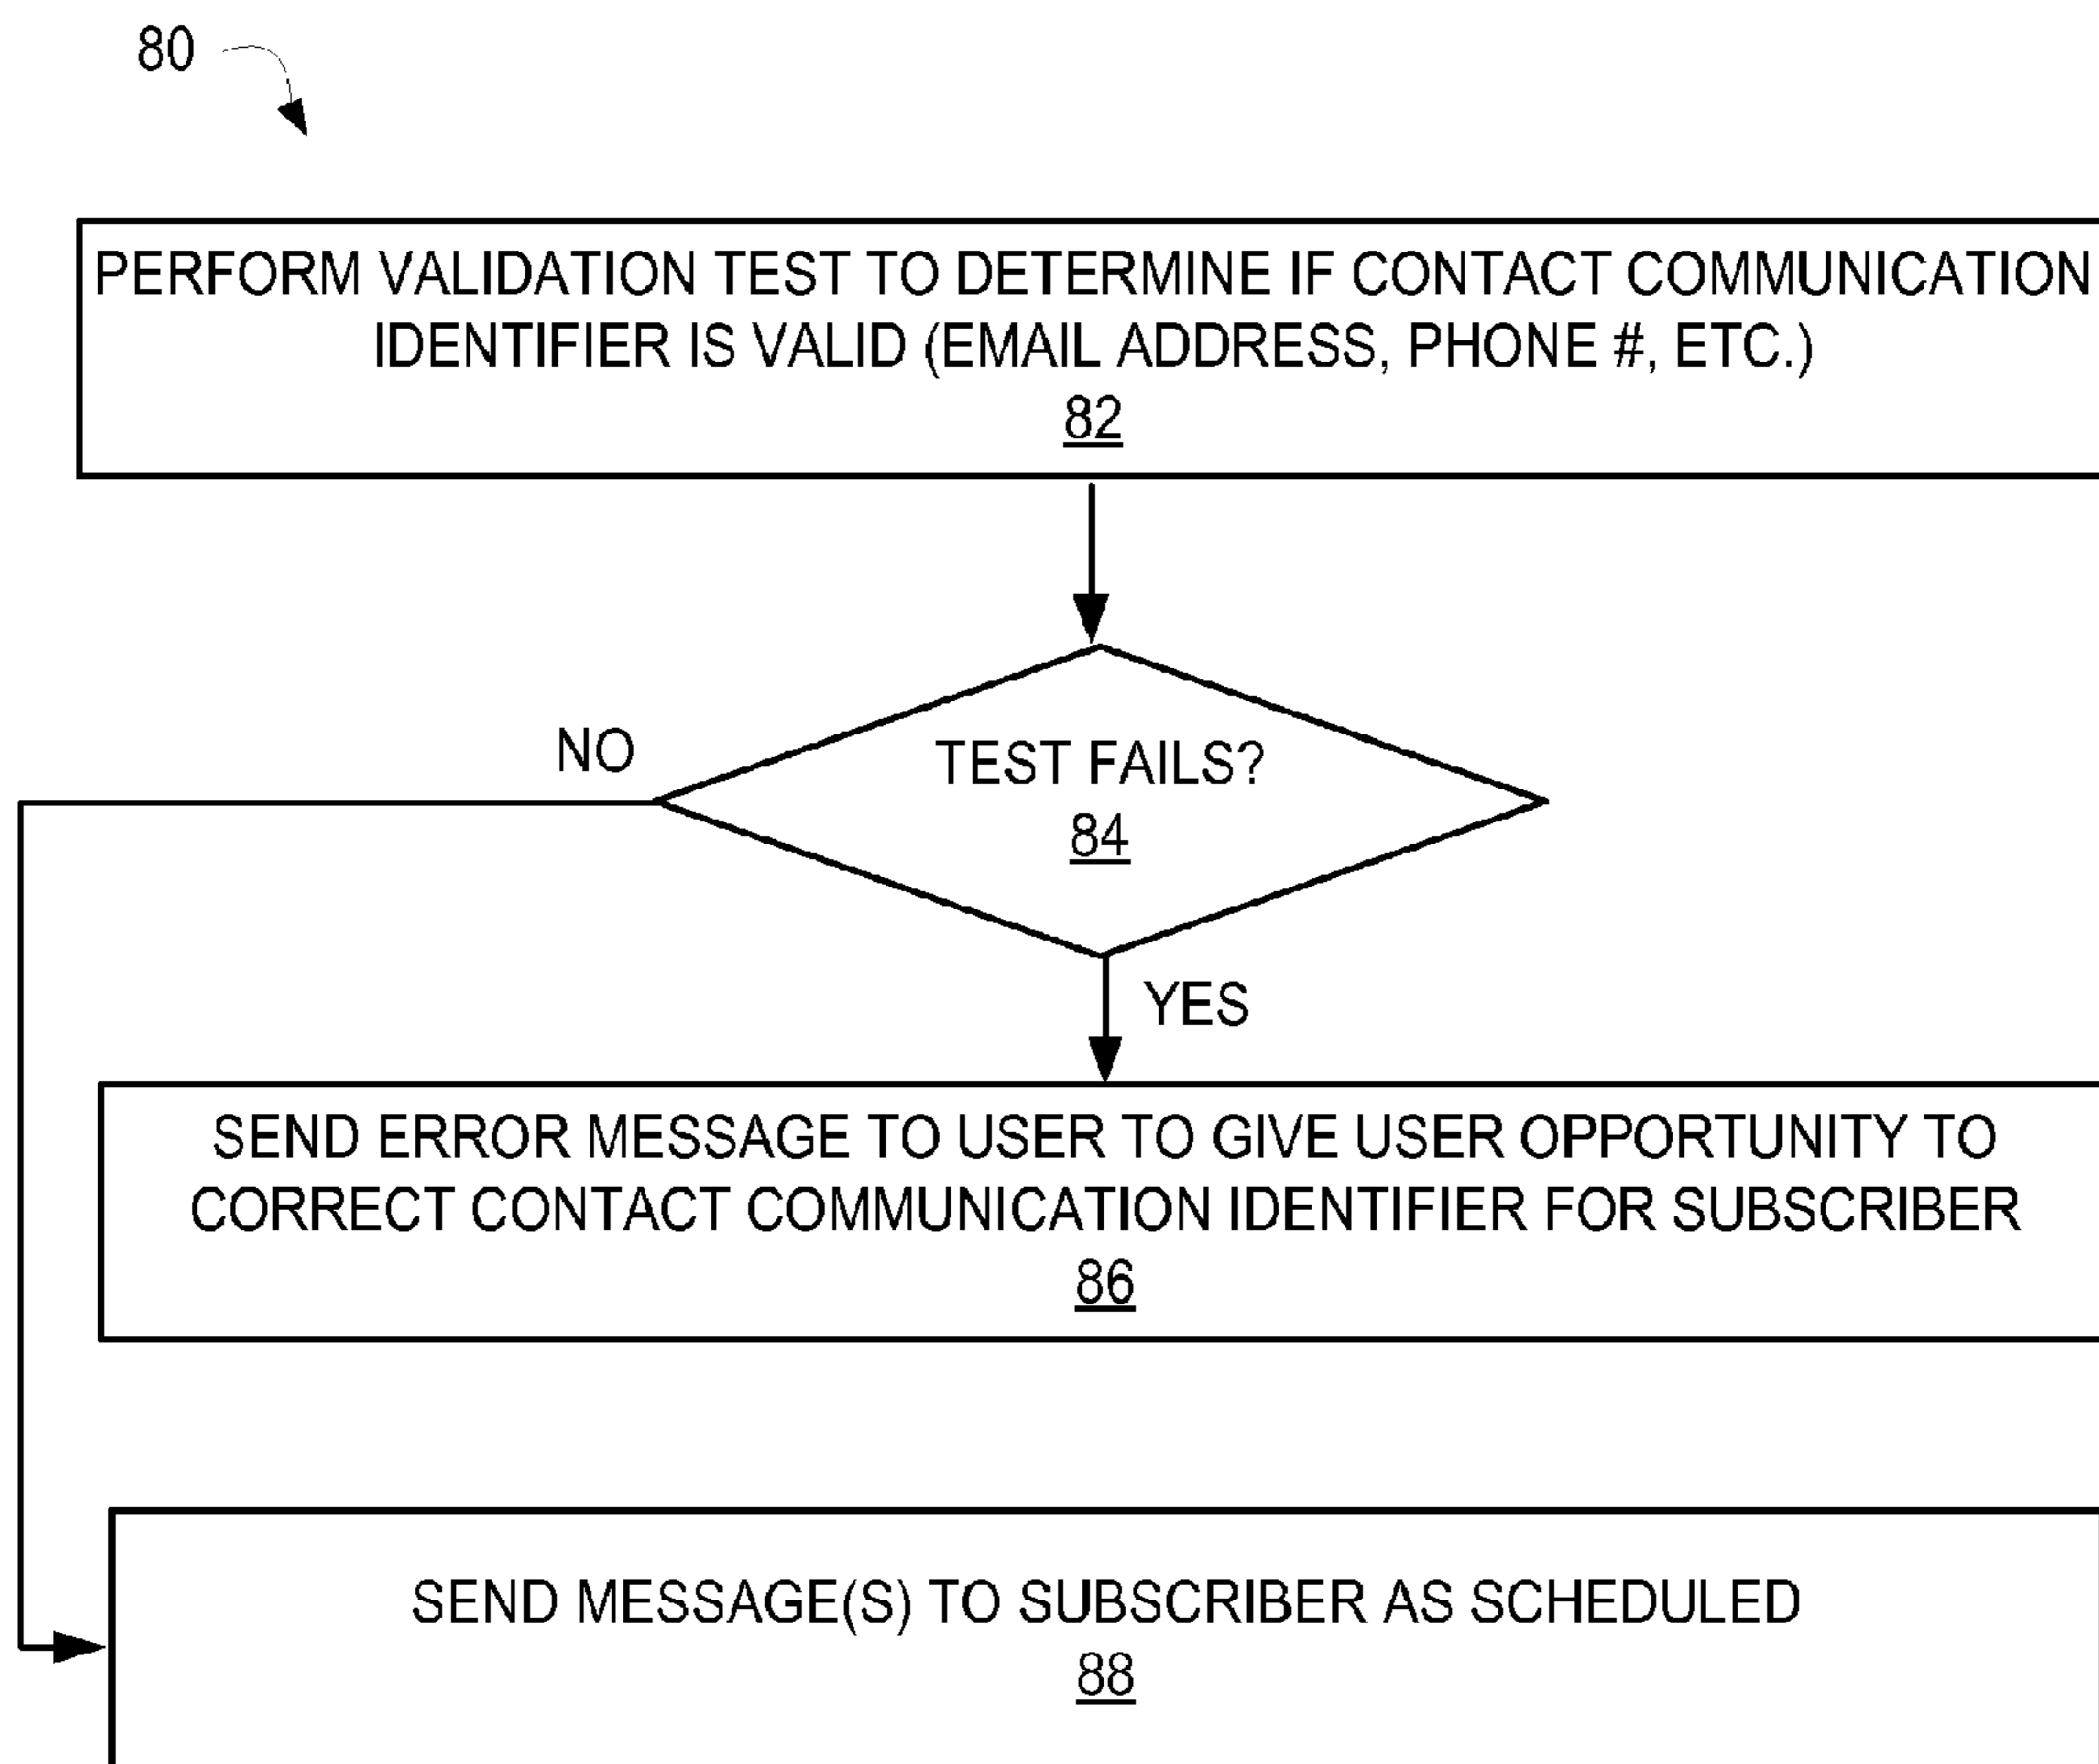 80
PERFORM VALIDATION TEST TO DETERMINE IF CONTACT COMMUNICATION
IDENTIFIER IS VALID (EMAIL ADDRESS, PHONE #, ETC.)
82
NO
TEST FAILS?
84
YES
SEND ERROR MESSAGE TO USER TO GIVE USER OPPORTUNITY TO
CORRECT CONTACT COMMUNICATION IDENTIFIER FOR SUBSCRIBER
86
SEND MESSAGE(S) TO SUBSCRIBER AS SCHEDULED
88